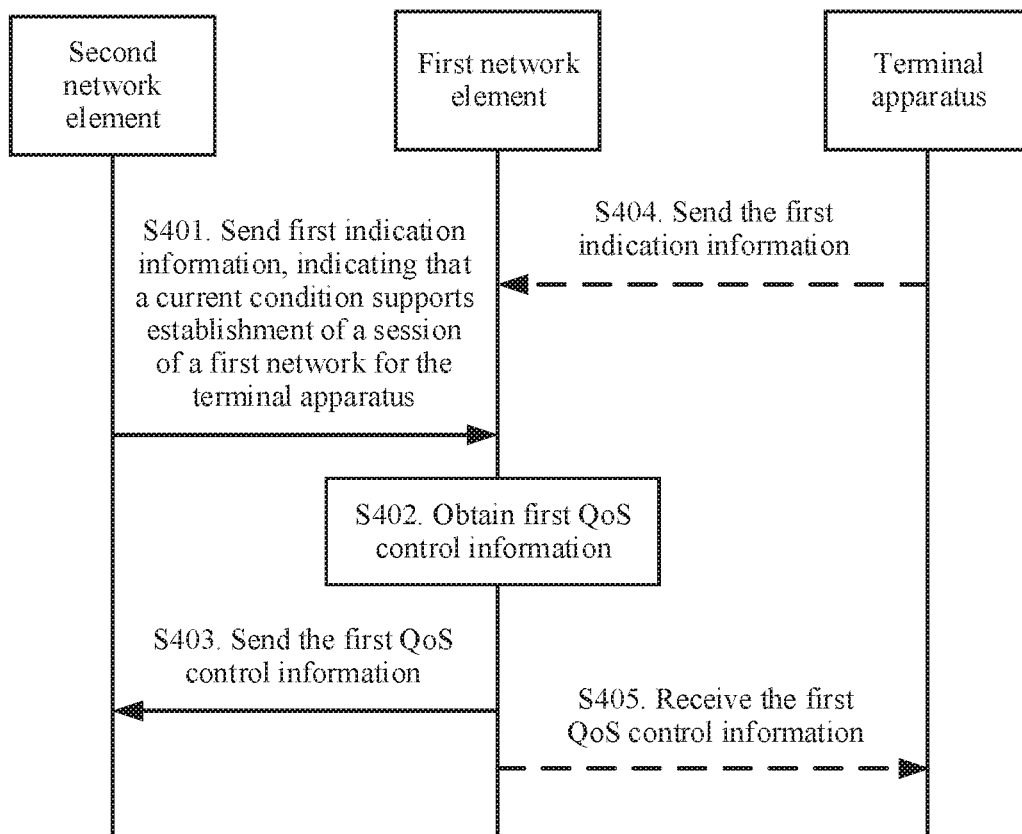 Second
network
element
First network
element
Terminal
apparatus
S401. Send first indication
information, indicating that
a current condition supports
establishment of a session
of a first network for the
terminal apparatus
S404. Send the first
indication information
S402. Obtain first QoS
control information
S403. Send the first QoS
control information
S405. Receive the first
QoS control information